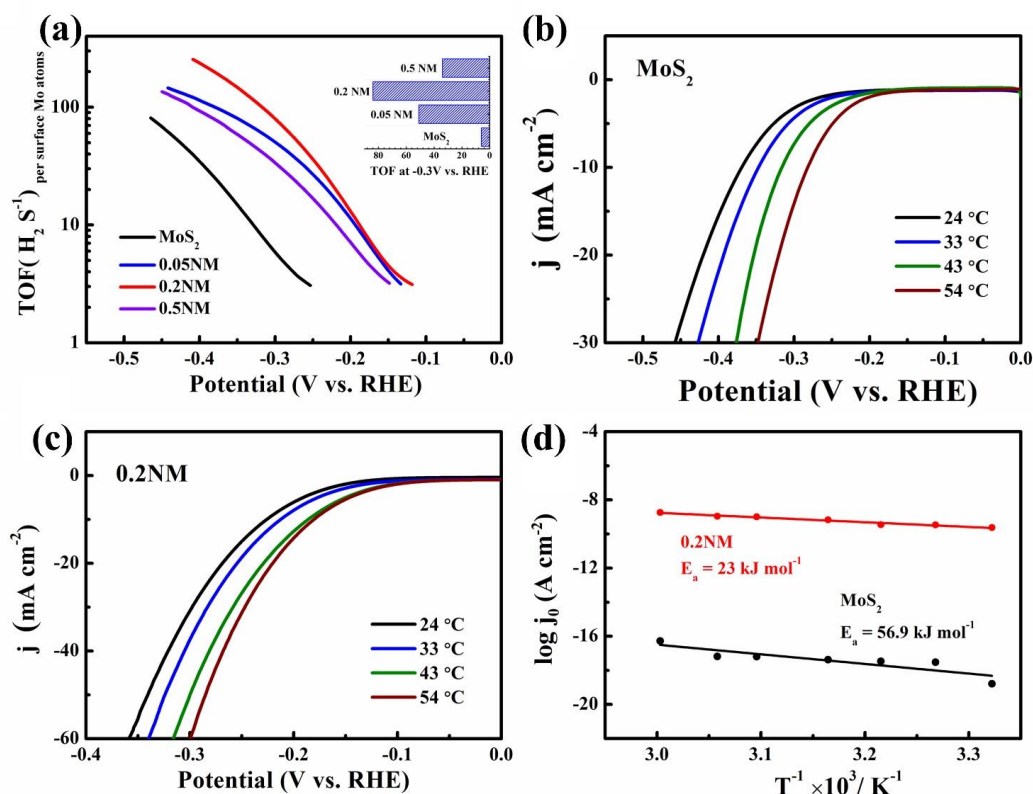 (a)
TOF( H₂ S⁻¹) per surface Mo atoms
100
10
1
0.5 NM
0.2 NM
0.05 NM
MoS₂
80 60 40 20 0
TOF at -0.3V vs. RHE
MoS₂
0.05NM
0.2NM
0.5NM
-0.5 -0.4 -0.3 -0.2 -0.1 0.0
Potential (V vs. RHE)
(b)
MoS₂
j (mA cm⁻²)
0
-10
-20
-30
24 °C
33 °C
43 °C
54 °C
-0.5 -0.4 -0.3 -0.2 -0.1 0.0
Potential (V vs. RHE)
(c)
0.2NM
j (mA cm⁻²)
0
-20
-40
-60
24 °C
33 °C
43 °C
54 °C
-0.4 -0.3 -0.2 -0.1 0.0
Potential (V vs. RHE)
(d)
log j₀ (A cm⁻²)
-4
-8
-12
-16
-20
0.2NM
Eₐ = 23 kJ mol⁻¹
MoS₂
Eₐ = 56.9 kJ mol⁻¹
3.0 3.1 3.2 3.3
T⁻¹ ×10³/ K⁻¹